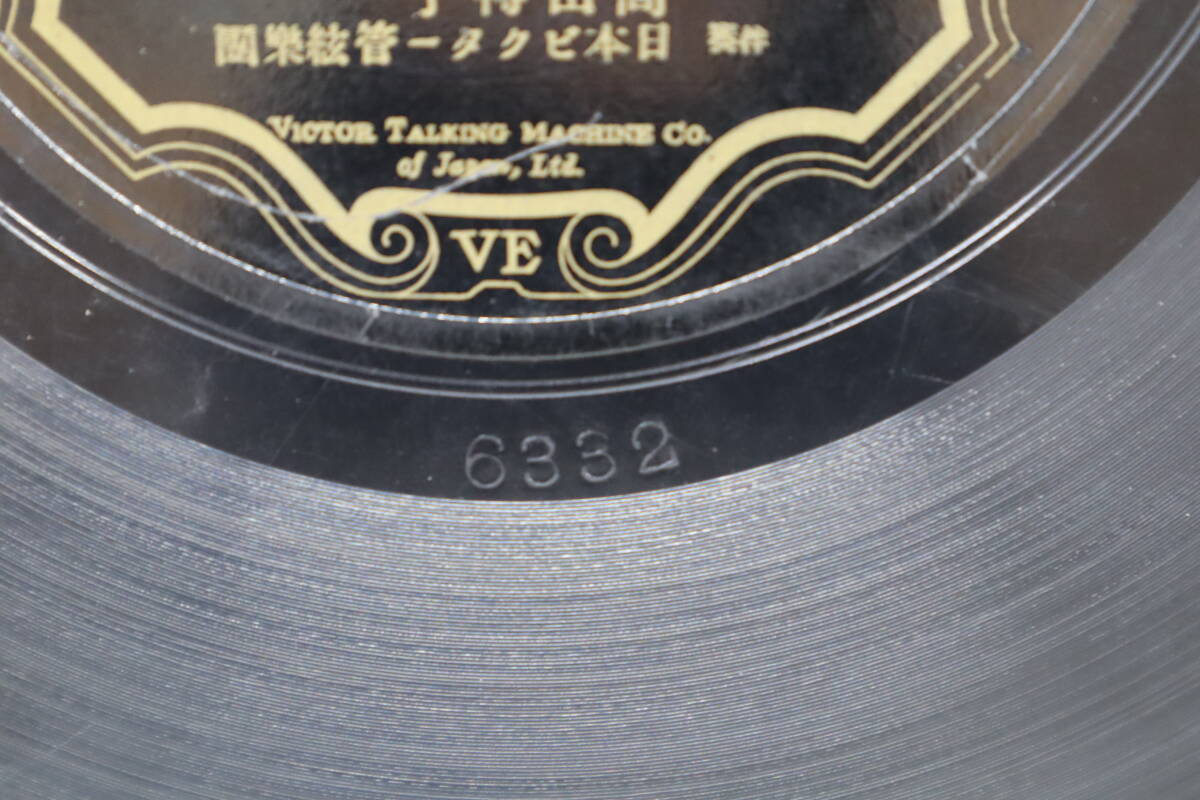 伴奏 日本ビクター管絃樂團
VICTOR TALKING MACHINE CO.
of Japan, Ltd.
VE
6332